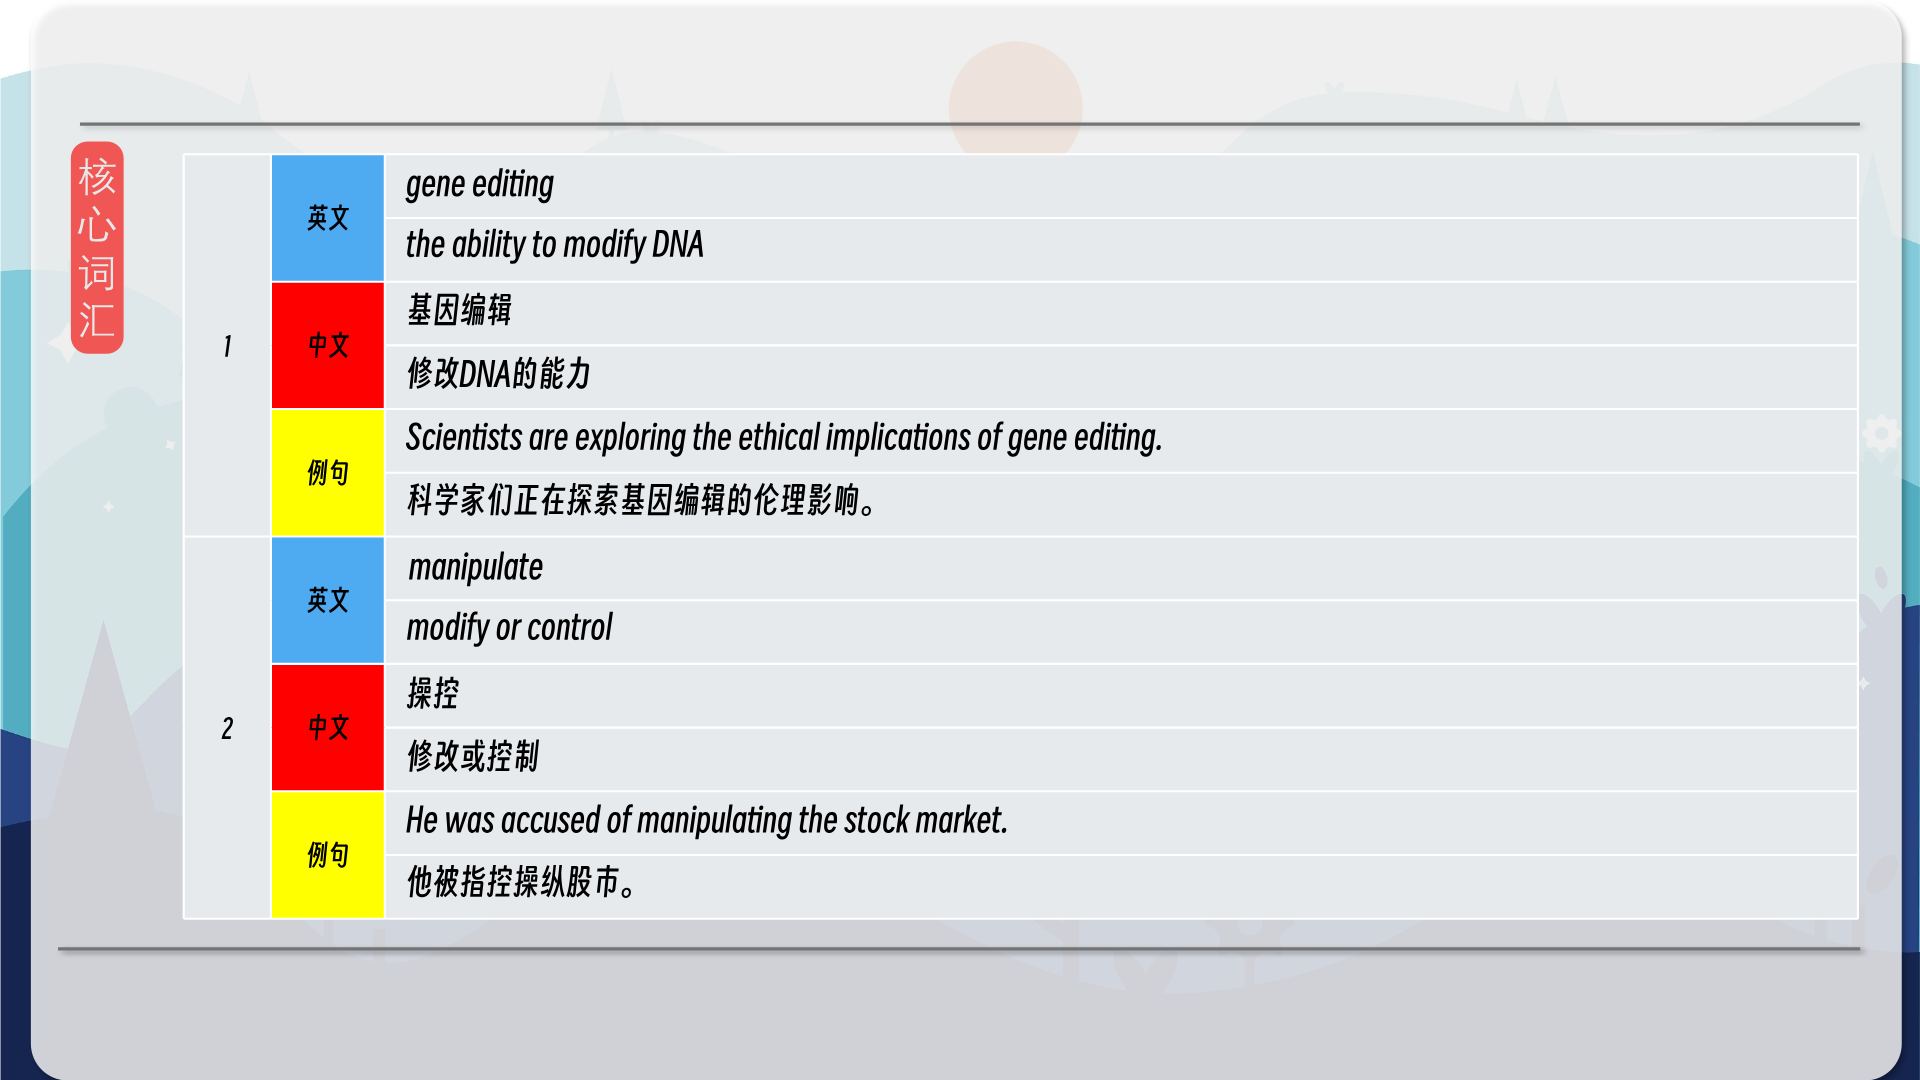 核心词汇
1
英文
gene editing
the ability to modify DNA
中文
基因编辑
修改DNA的能力
例句
Scientists are exploring the ethical implications of gene editing.
科学家们正在探索基因编辑的伦理影响。
2
英文
manipulate
modify or control
中文
操控
修改或控制
例句
He was accused of manipulating the stock market.
他被指控操纵股市。